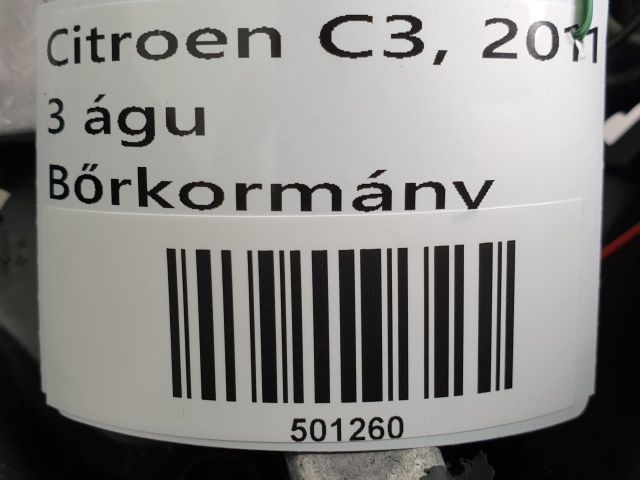 Citroen C3, 2011
3 águ
Bőrkormány
501260